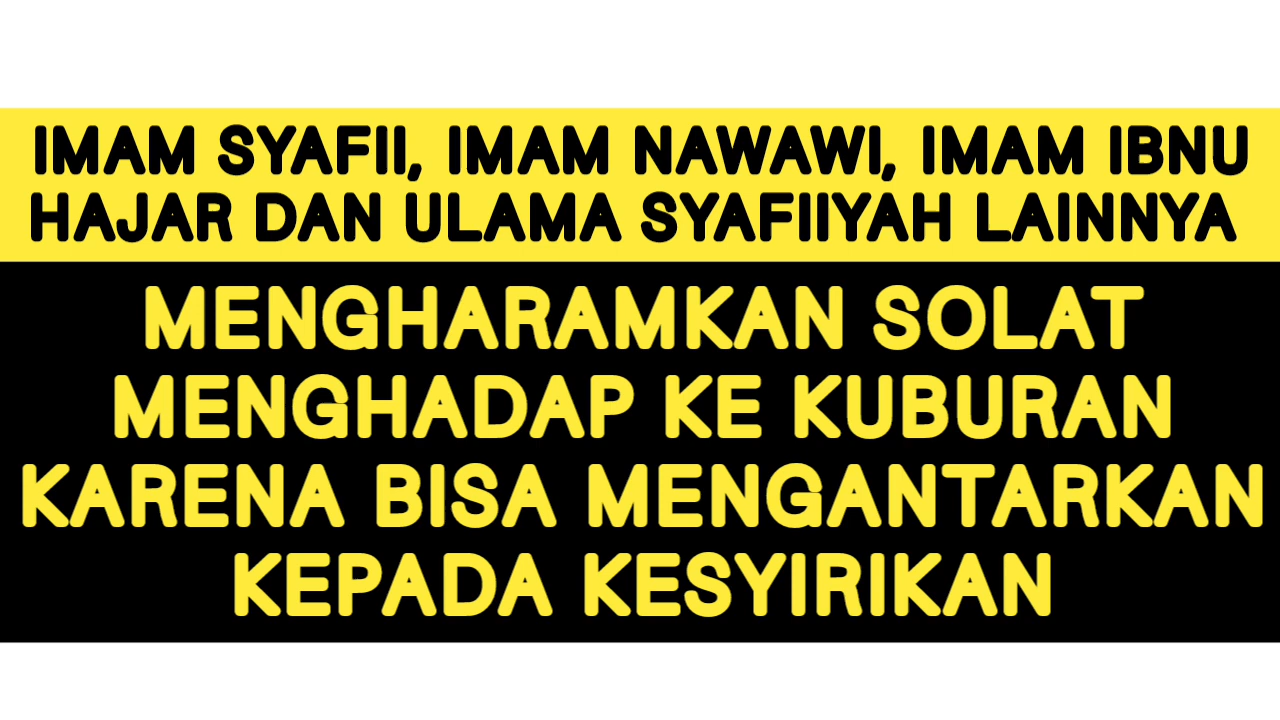 IMAM SYAFII, IMAM NAWAWI, IMAM IBNU
HAJAR DAN ULAMA SYAFIIYAH LAINNYA
MENGHARAMKAN SOLAT
MENGHADAP KE KUBURAN
KARENA BISA MENGANTARKAN
KEPADA KESYIRIKAN